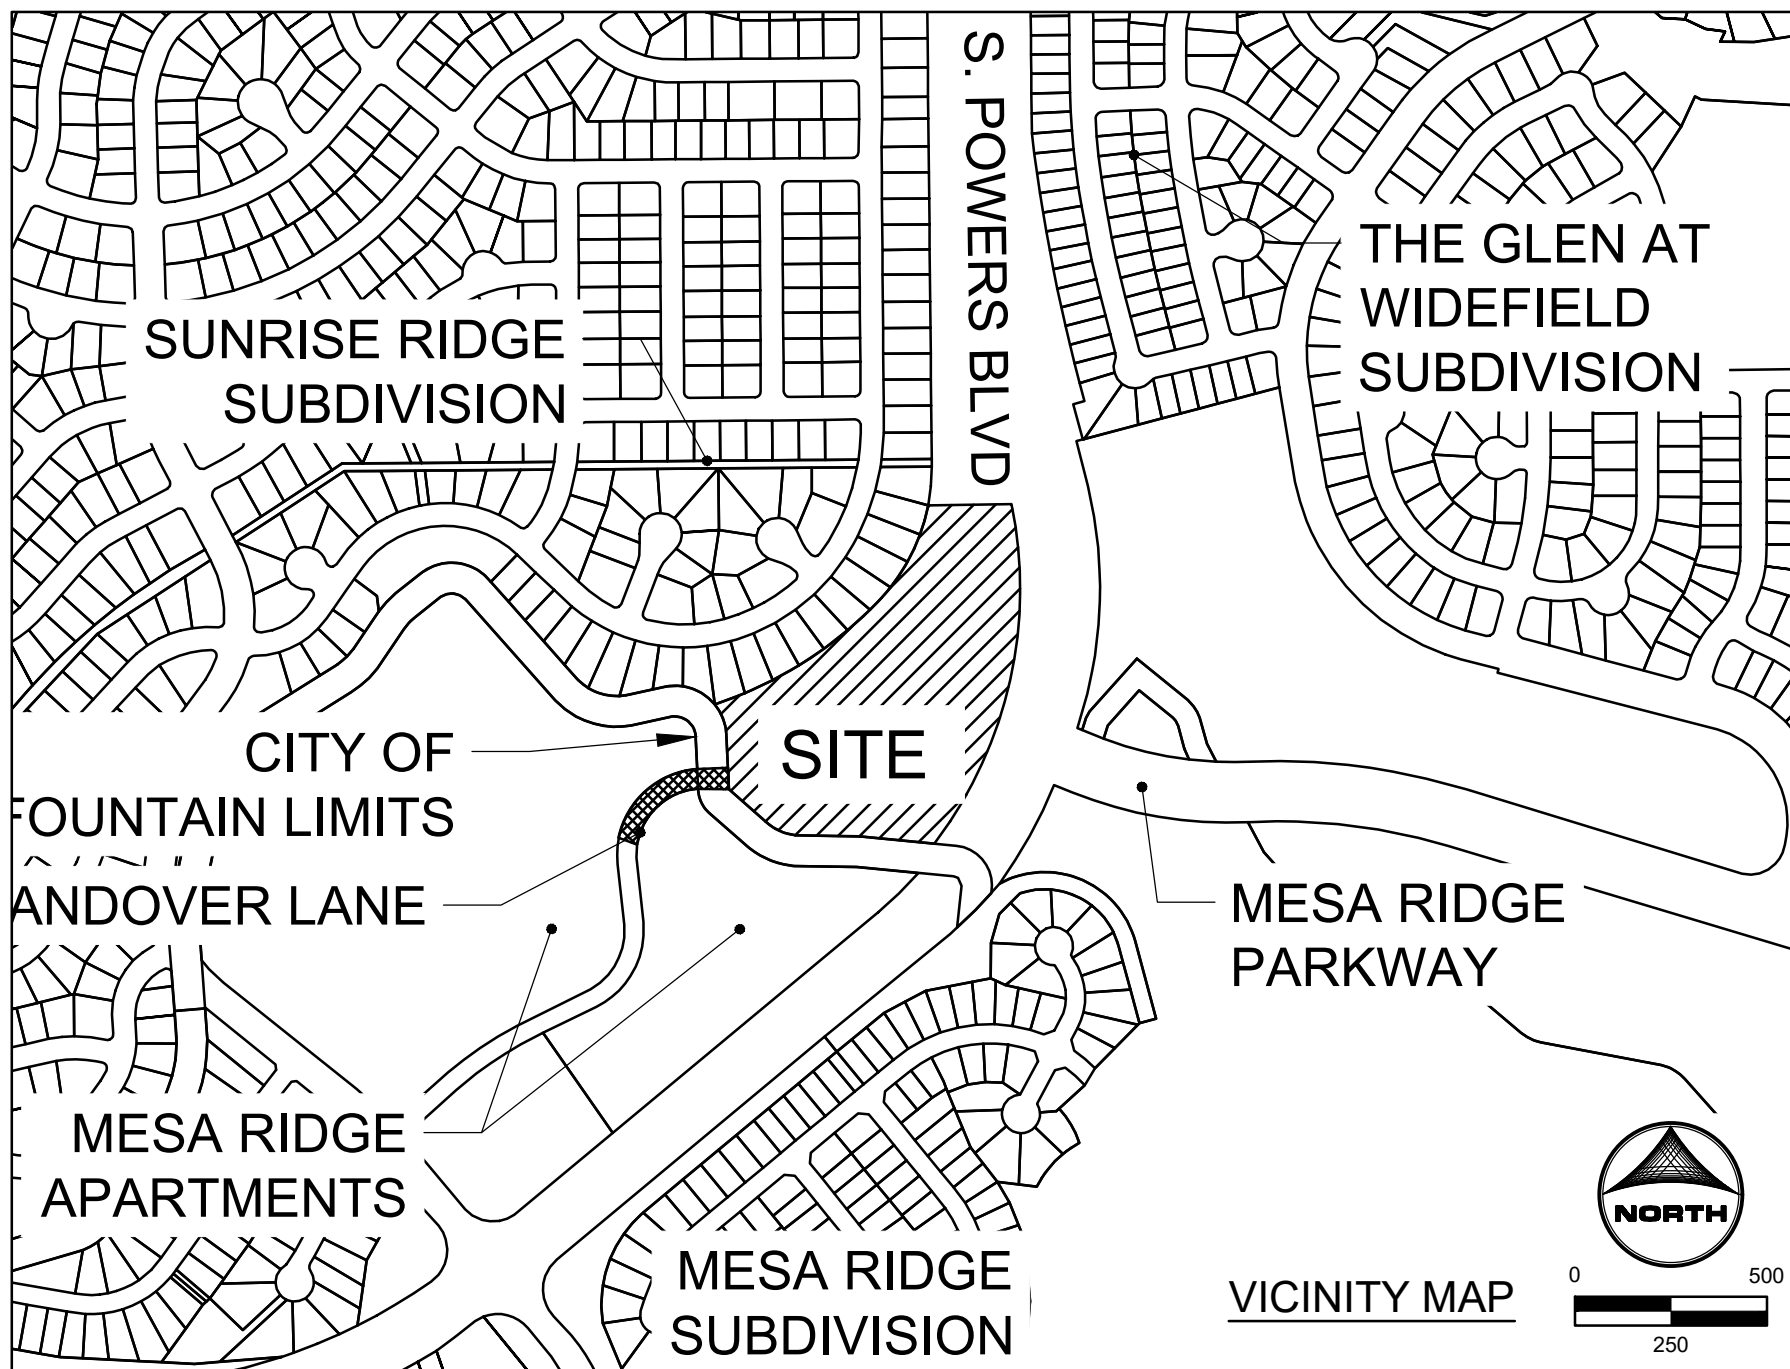 S. POWERS BLVD
THE GLEN AT
WIDEFIELD
SUBDIVISION
SUNRISE RIDGE
SUBDIVISION
SITE
CITY OF
FOUNTAIN LIMITS
ANDOVER LANE
MESA RIDGE
PARKWAY
MESA RIDGE
APARTMENTS
MESA RIDGE
SUBDIVISION
NORTH
VICINITY MAP
0 500
250